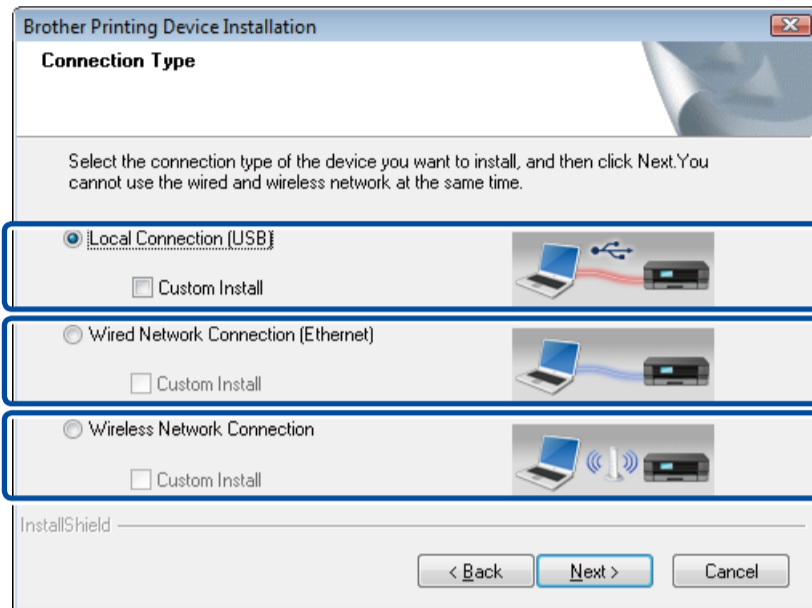 Brother Printing Device Installation
Connection Type
Select the connection type of the device you want to install, and then click Next.You
cannot use the wired and wireless network at the same time.
Local Connection (USB)
Custom Install
Wired Network Connection (Ethernet)
Custom Install
Wireless Network Connection
Custom Install
InstallShield
< Back Next > Cancel